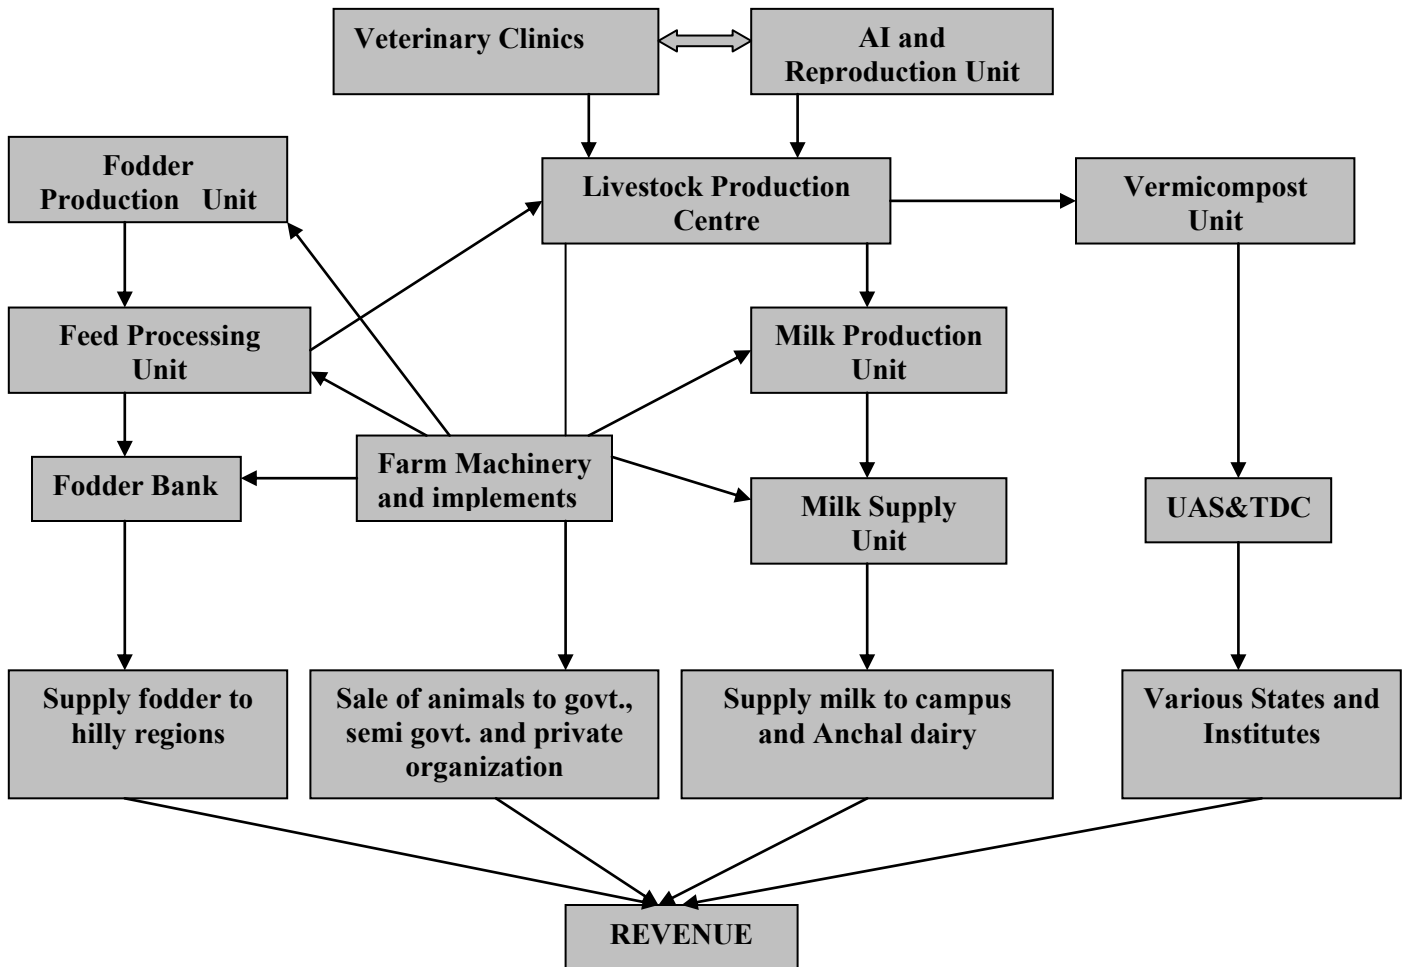 Veterinary Clinics
AI and
Reproduction Unit
Fodder
Production Unit
Livestock Production
Centre
Vermicompost
Unit
Feed Processing
Unit
Milk Production
Unit
Farm Machinery
and implements
Fodder Bank
Milk Supply
Unit
UAS&TDC
Supply fodder to
hilly regions
Sale of animals to govt.,
semi govt. and private
organization
Supply milk to campus
and Anchal dairy
Various States and
Institutes
REVENUE